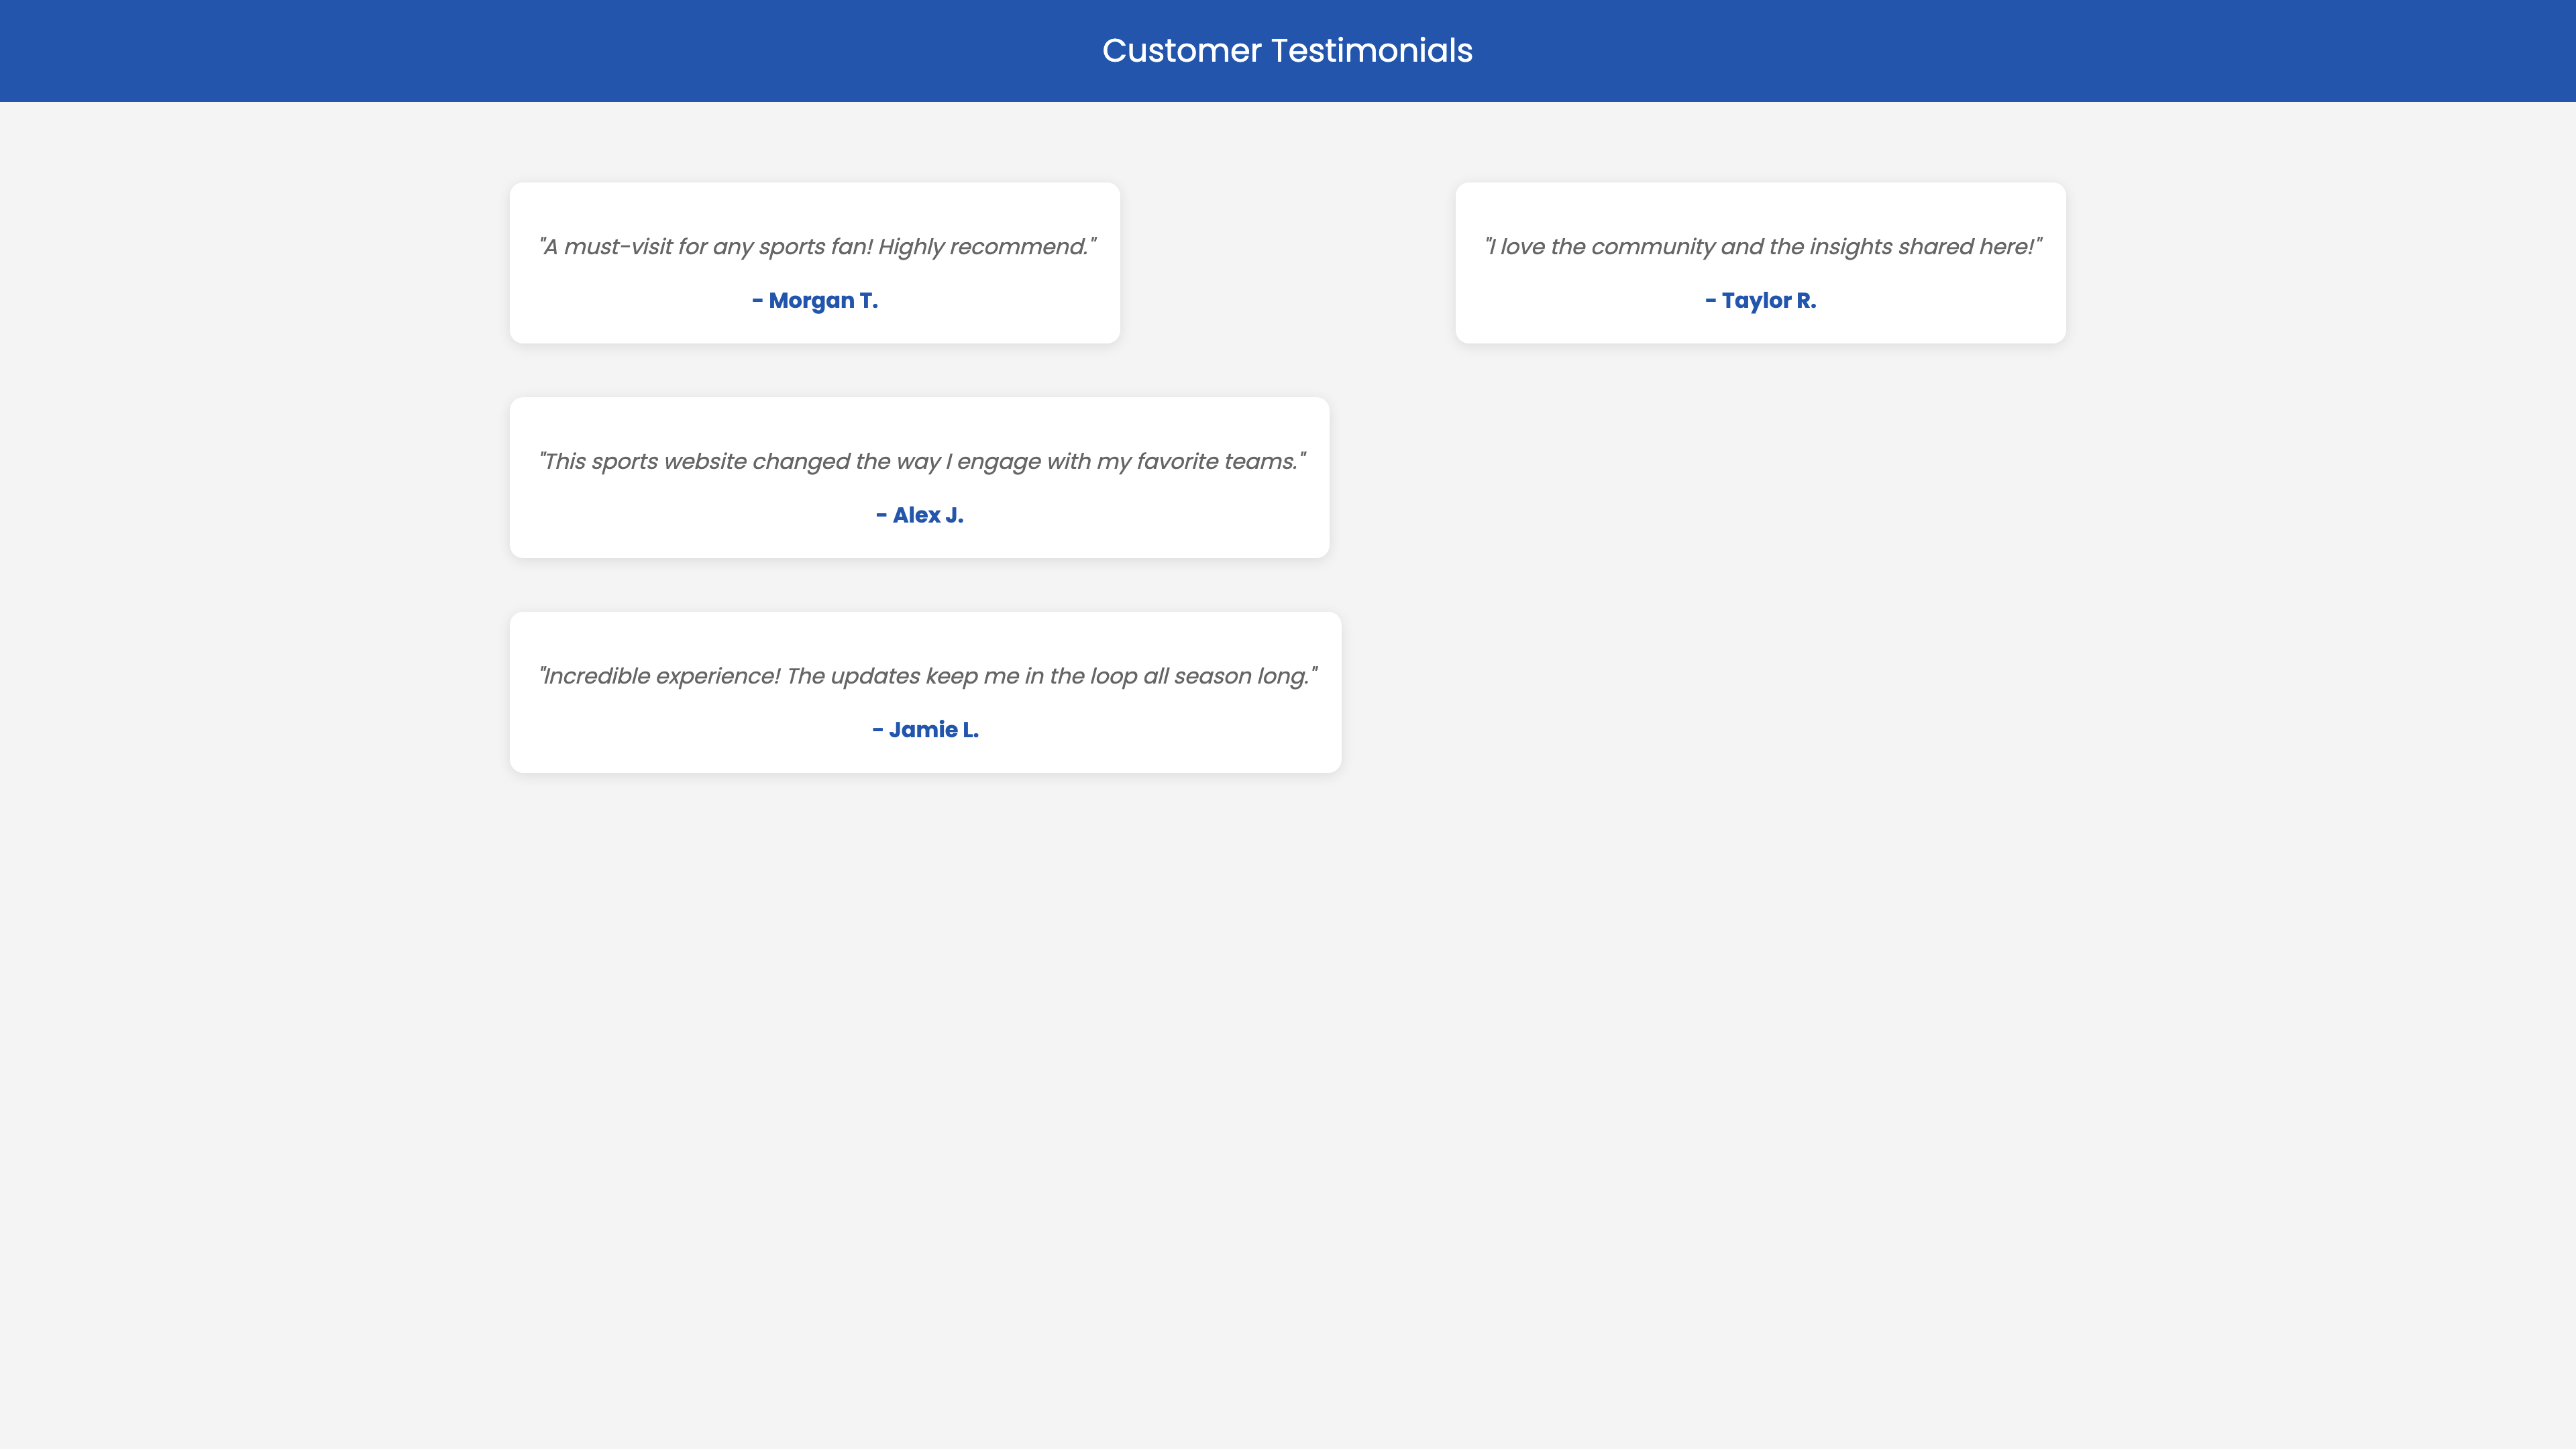 Customer Testimonials
"A must-visit for any sports fan! Highly recommend."
- Morgan T.
"I love the community and the insights shared here!"
- Taylor R.
"This sports website changed the way I engage with my favorite teams."
- Alex J.
"Incredible experience! The updates keep me in the loop all season long."
- Jamie L.